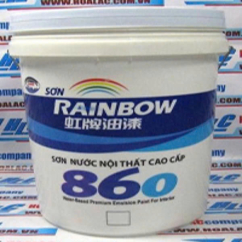 SƠN
RAINBOW
虹牌油漆
SƠN NƯỚC NỘI THẤT CAO CẤP
860
Water-Based Premium Emulsion Paint For Interior